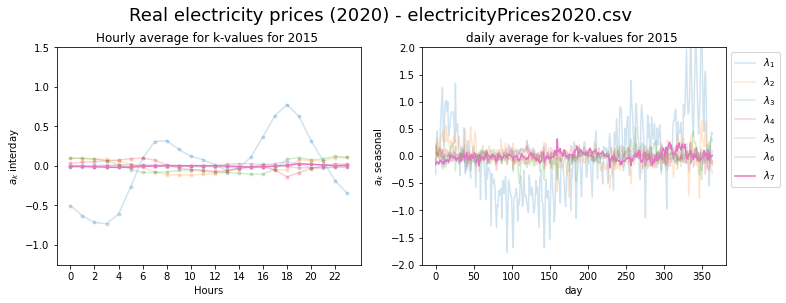 Real electricity prices (2020) - electricityPrices2020.csv
Hourly average for k-values for 2015
1.5
1.0
0.5
0.0
−0.5
−1.0
a_k interday
0 2 4 6 8 10 12 14 16 18 20 22
Hours
daily average for k-values for 2015
2.0
1.5
1.0
0.5
0.0
−0.5
−1.0
−1.5
−2.0
a_k seasonal
0 50 100 150 200 250 300 350
day
λ₁
λ₂
λ₃
λ₄
λ₅
λ₆
λ₇